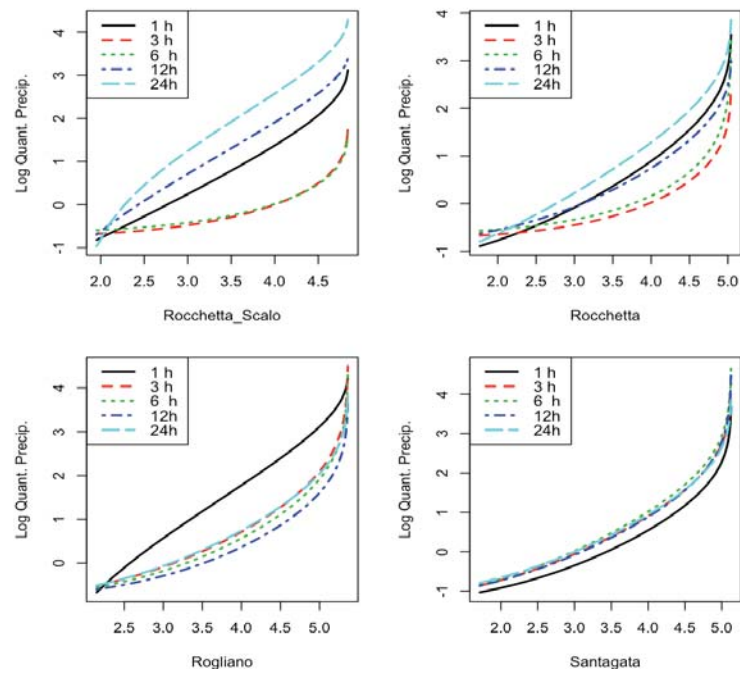 1 h
3 h
6 h
12h
24h
Log Quant. Precip.
4
3
2
1
0
-1
2.0 2.5 3.0 3.5 4.0 4.5
Rocchetta_Scalo
1 h
3 h
6 h
12h
24h
Log Quant. Precip.
4
3
2
1
0
-1
2.0 2.5 3.0 3.5 4.0 4.5 5.0
Rocchetta
1 h
3 h
6 h
12h
24h
Log Quant. Precip.
4
3
2
1
0
2.5 3.0 3.5 4.0 4.5 5.0
Rogliano
1 h
3 h
6 h
12h
24h
Log Quant. Precip.
4
3
2
1
0
-1
2.0 2.5 3.0 3.5 4.0 4.5 5.0
Santagata